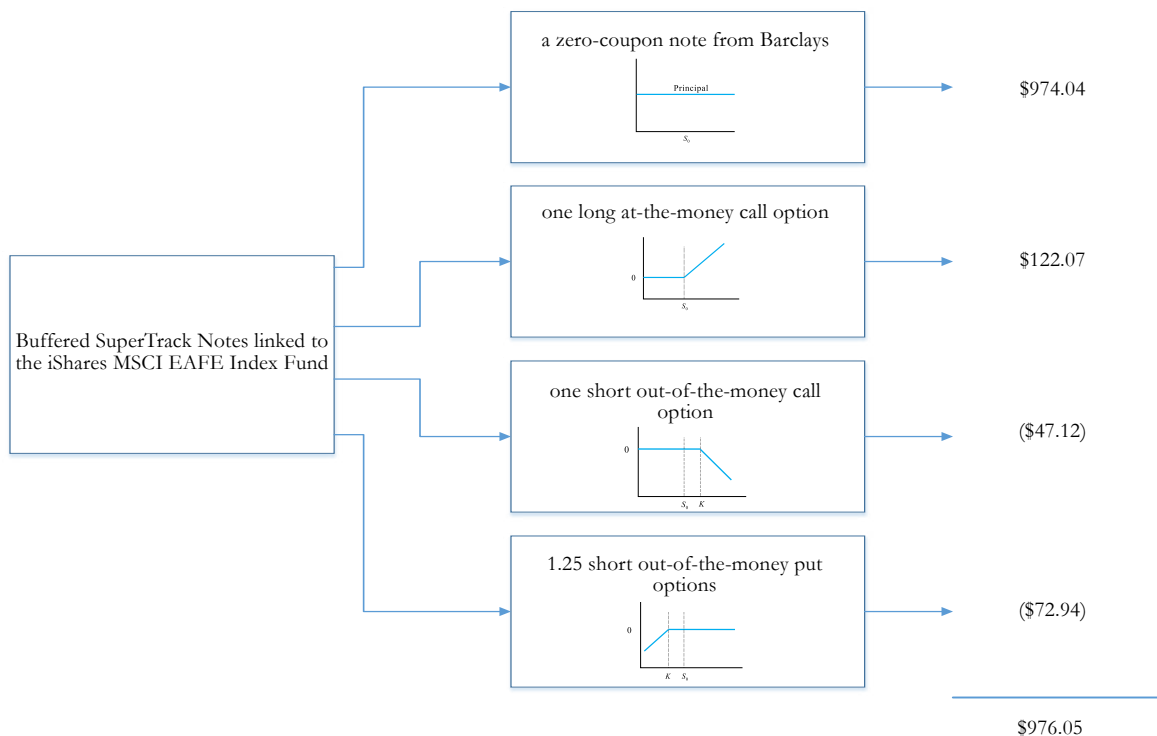 a zero-coupon note from Barclays
Principal
S₀
$974.04
one long at-the-money call option
0
S₀
$122.07
Buffered SuperTrack Notes linked to
the iShares MSCI EAFE Index Fund
one short out-of-the-money call
option
0
S₀ K
($47.12)
1.25 short out-of-the-money put
options
0
K S₀
($72.94)
$976.05